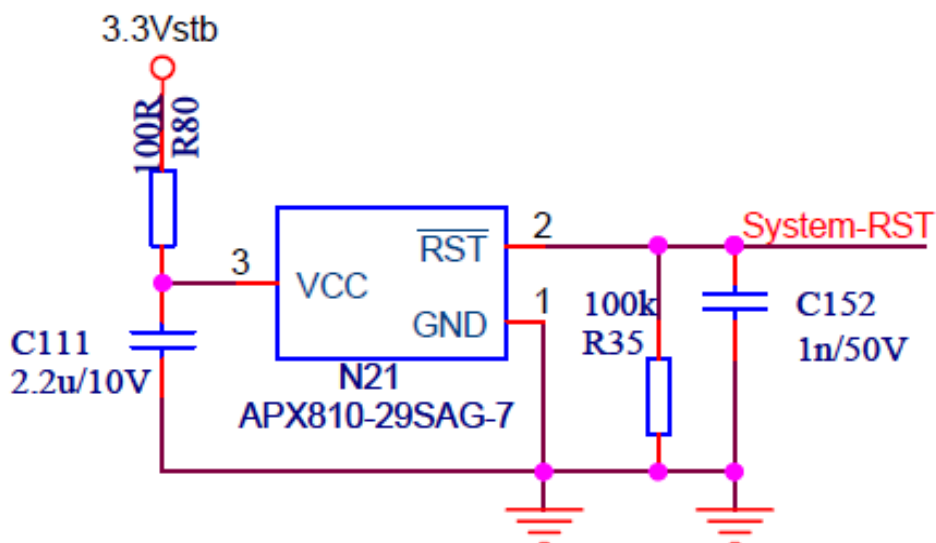 3.3Vstb
100R
R80
3
VCC
RST
GND
2
1
System-RST
C111
2.2u/10V
N21
APX810-29SAG-7
100k
R35
C152
1n/50V